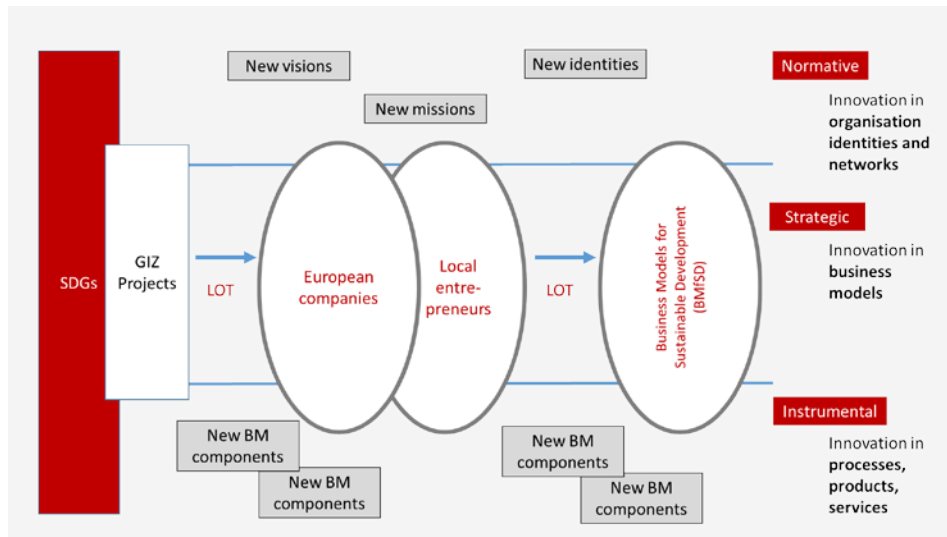 New visions
New identities
New missions
Normative
Innovation in
organisation
identities and
networks
SDGs
GIZ
Projects
LOT
European
companies
Local
entre-
preneurs
LOT
Business Models for
Sustainable Development
(BMfSD)
Strategic
Innovation in
business
models
New BM
components
New BM
components
New BM
components
New BM
components
Instrumental
Innovation in
processes,
products,
services